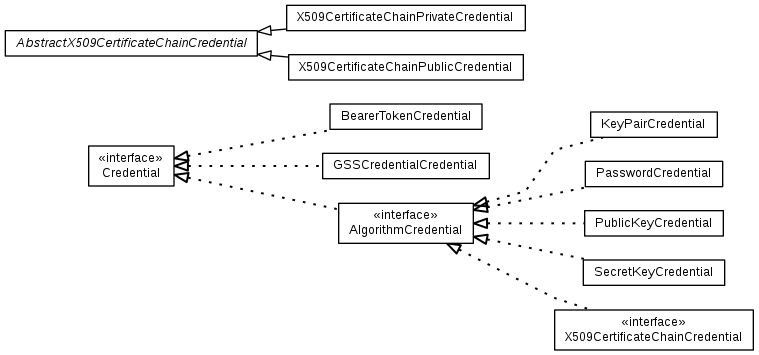 X509CertificateChainPrivateCredential
AbstractX509CertificateChainCredential
X509CertificateChainPublicCredential
BearerTokenCredential
KeyPairCredential
«interface»
Credential
GSSCredentialCredential
PasswordCredential
«interface»
AlgorithmCredential
PublicKeyCredential
SecretKeyCredential
«interface»
X509CertificateChainCredential